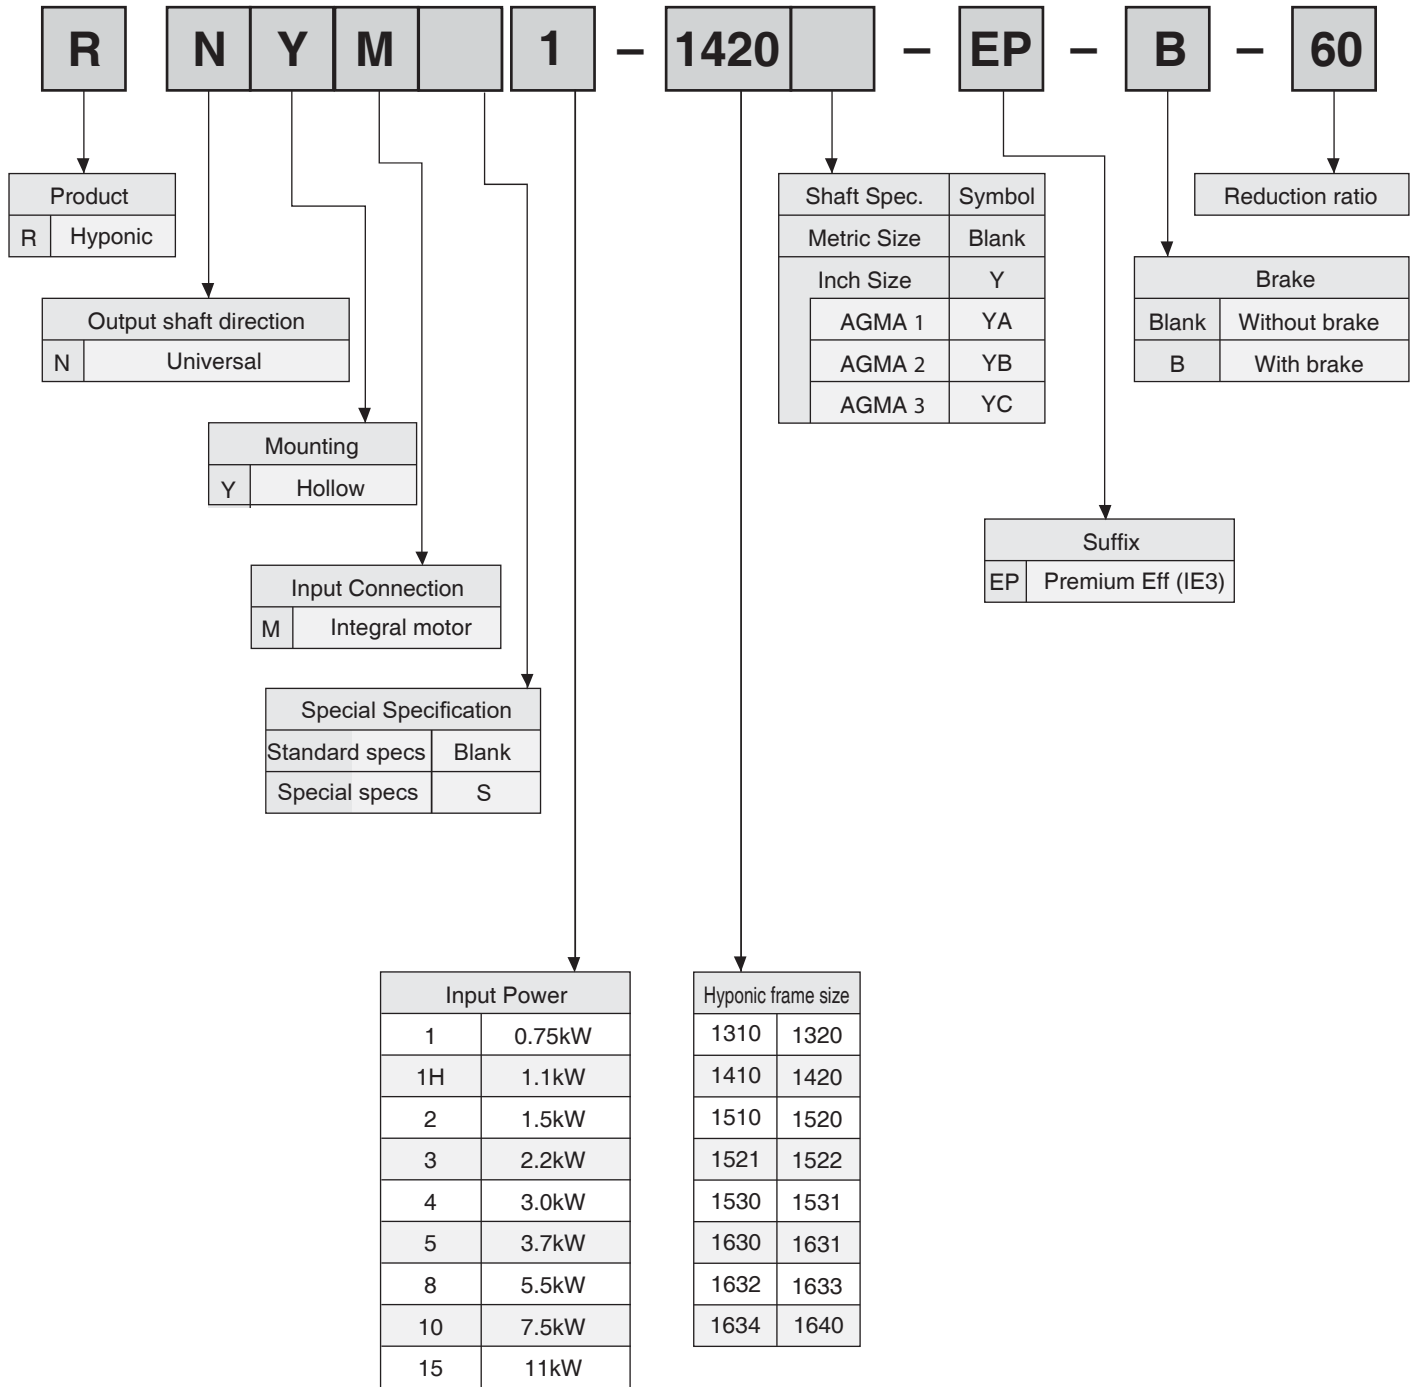 R N Y M 1 – 1420 – EP – B – 60
Product
R Hyponic
Output shaft direction
N Universal
Mounting
Y Hollow
Input Connection
M Integral motor
Special Specification
Standard specs Blank
Special specs S
Input Power
1 0.75kW
1H 1.1kW
2 1.5kW
3 2.2kW
4 3.0kW
5 3.7kW
8 5.5kW
10 7.5kW
15 11kW
Hyponic frame size
1310 1320
1410 1420
1510 1520
1521 1522
1530 1531
1630 1631
1632 1633
1634 1640
Shaft Spec. Symbol
Metric Size Blank
Inch Size Y
AGMA 1 YA
AGMA 2 YB
AGMA 3 YC
Suffix
EP Premium Eff (IE3)
Brake
Blank Without brake
B With brake
Reduction ratio